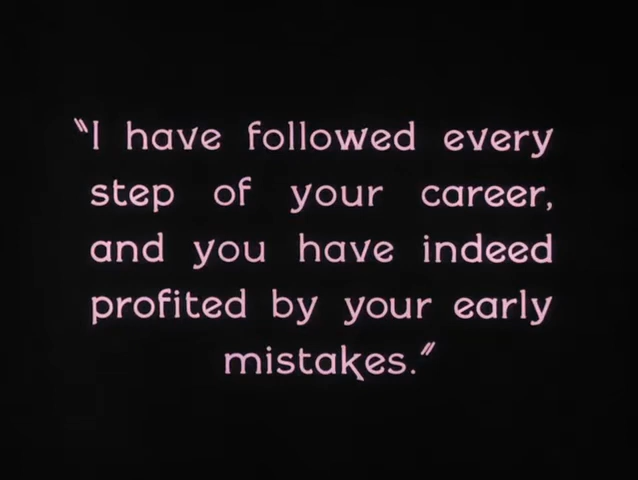 "I have followed every
step of your career,
and you have indeed
profited by your early
mistakes."